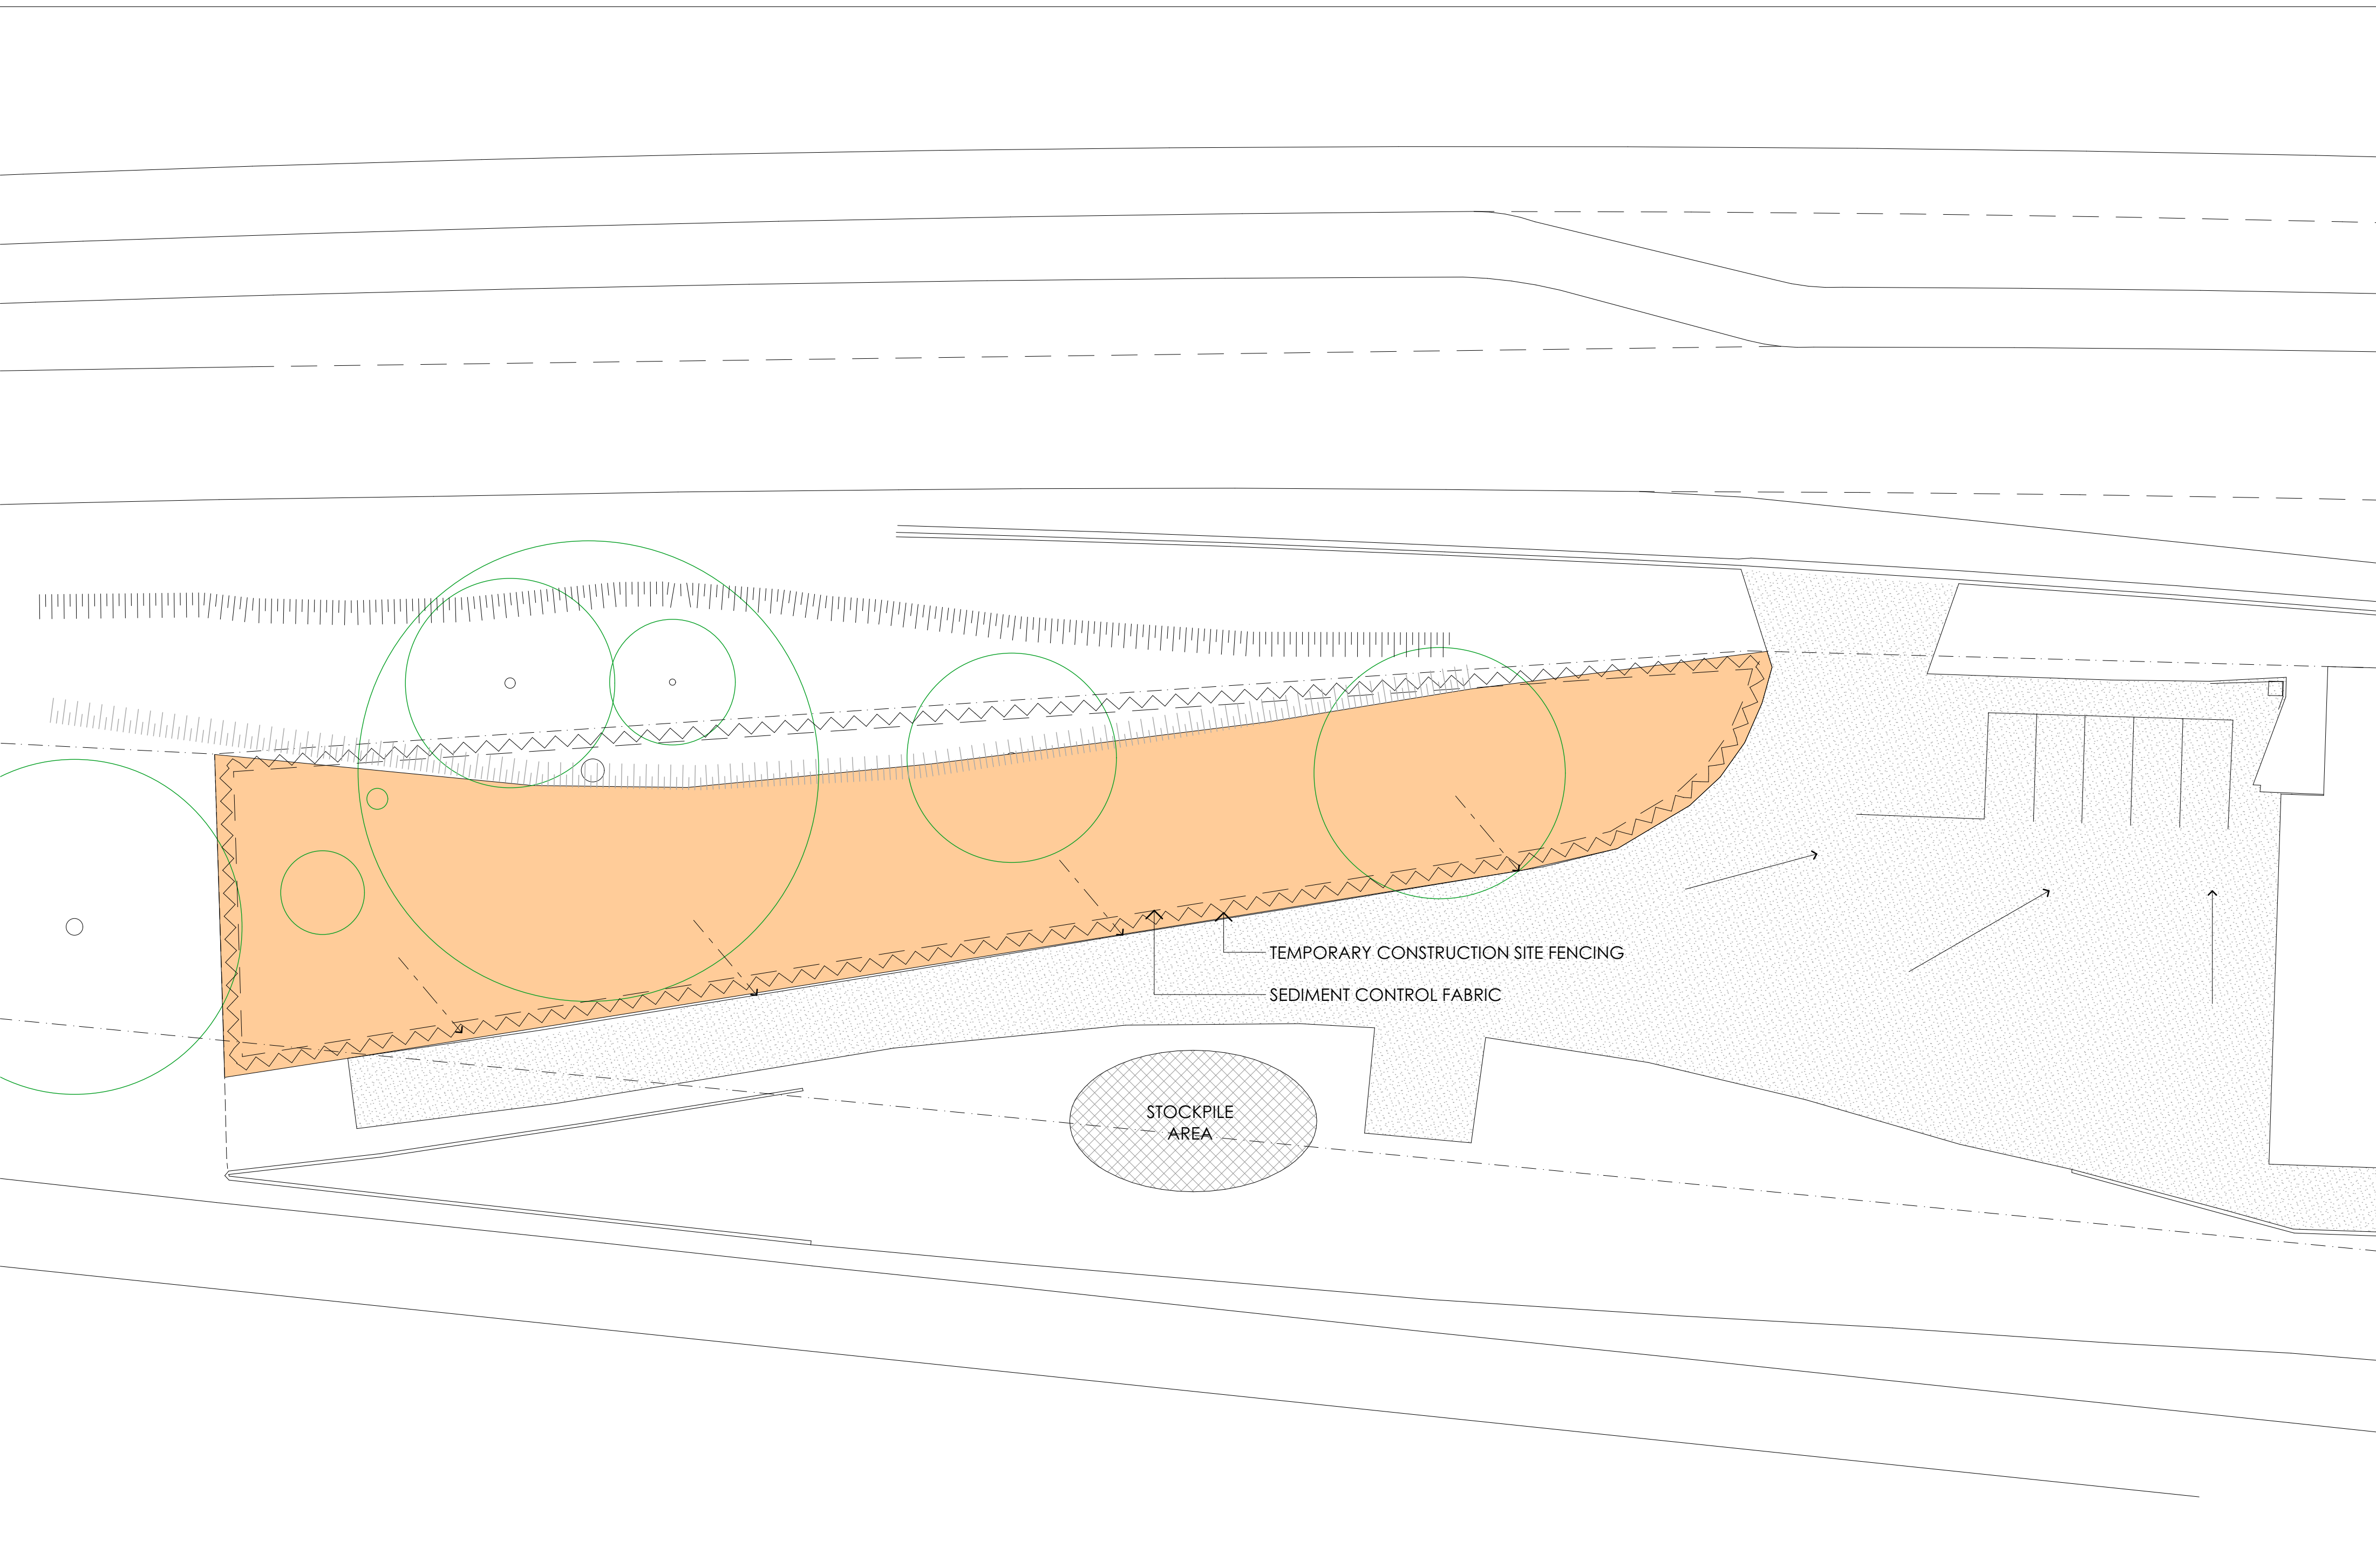 TEMPORARY CONSTRUCTION SITE FENCING
SEDIMENT CONTROL FABRIC
STOCKPILE
AREA